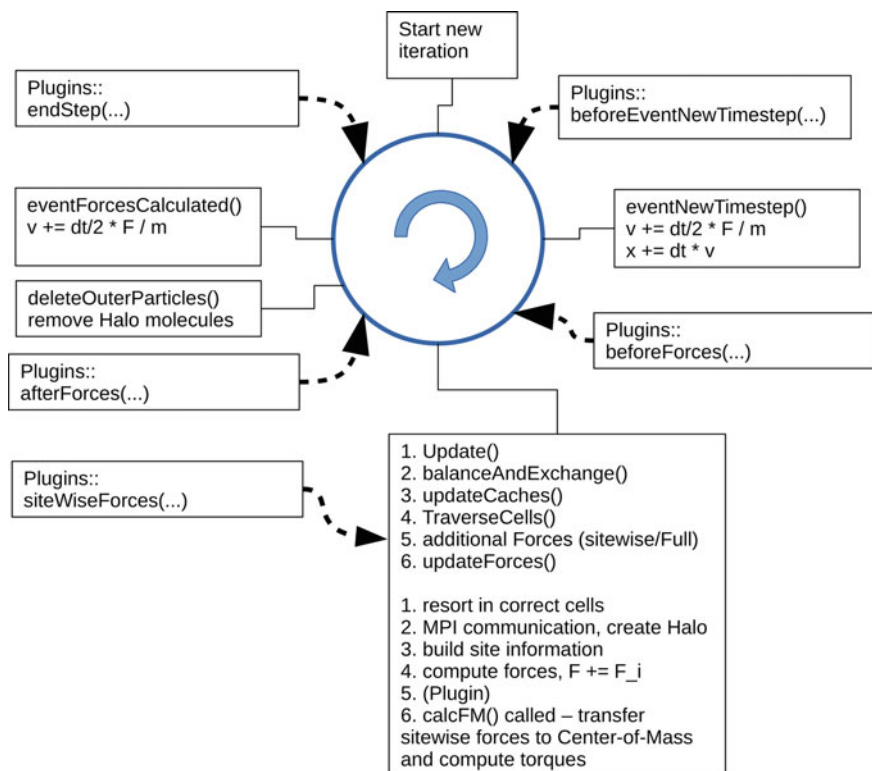 Start new
iteration
Plugins::
endStep(...)
Plugins::
beforeEventNewTimestep(...)
eventForcesCalculated()
v += dt/2 * F / m
eventNewTimestep()
v += dt/2 * F / m
x += dt * v
deleteOuterParticles()
remove Halo molecules
Plugins::
beforeForces(...)
Plugins::
afterForces(...)
Plugins::
siteWiseForces(...)
1. Update()
2. balanceAndExchange()
3. updateCaches()
4. TraverseCells()
5. additional Forces (sitewise/Full)
6. updateForces()
1. resort in correct cells
2. MPI communication, create Halo
3. build site information
4. compute forces, F += F_i
5. (Plugin)
6. calcFM() called – transfer
sitewise forces to Center-of-Mass
and compute torques